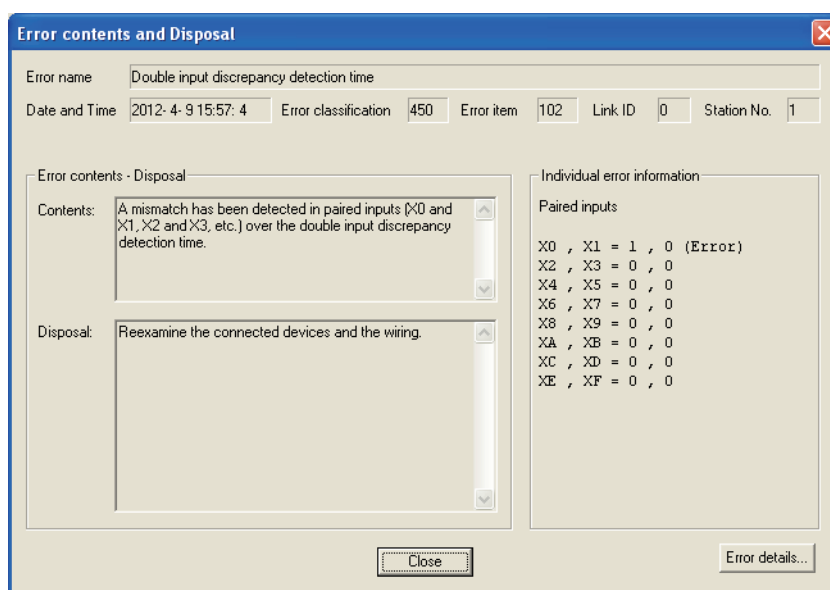 Error contents and Disposal
Error name Double input discrepancy detection time
Date and Time 2012- 4- 9 15:57: 4 Error classification 450 Error item 102 Link ID 0 Station No. 1
Error contents - Disposal
Contents: A mismatch has been detected in paired inputs (X0 and
X1, X2 and X3, etc.) over the double input discrepancy
detection time.
Disposal: Reexamine the connected devices and the wiring.
Individual error information
Paired inputs
X0 , X1 = 1 , 0 (Error)
X2 , X3 = 0 , 0
X4 , X5 = 0 , 0
X6 , X7 = 0 , 0
X8 , X9 = 0 , 0
XA , XB = 0 , 0
XC , XD = 0 , 0
XE , XF = 0 , 0
Close
Error details...